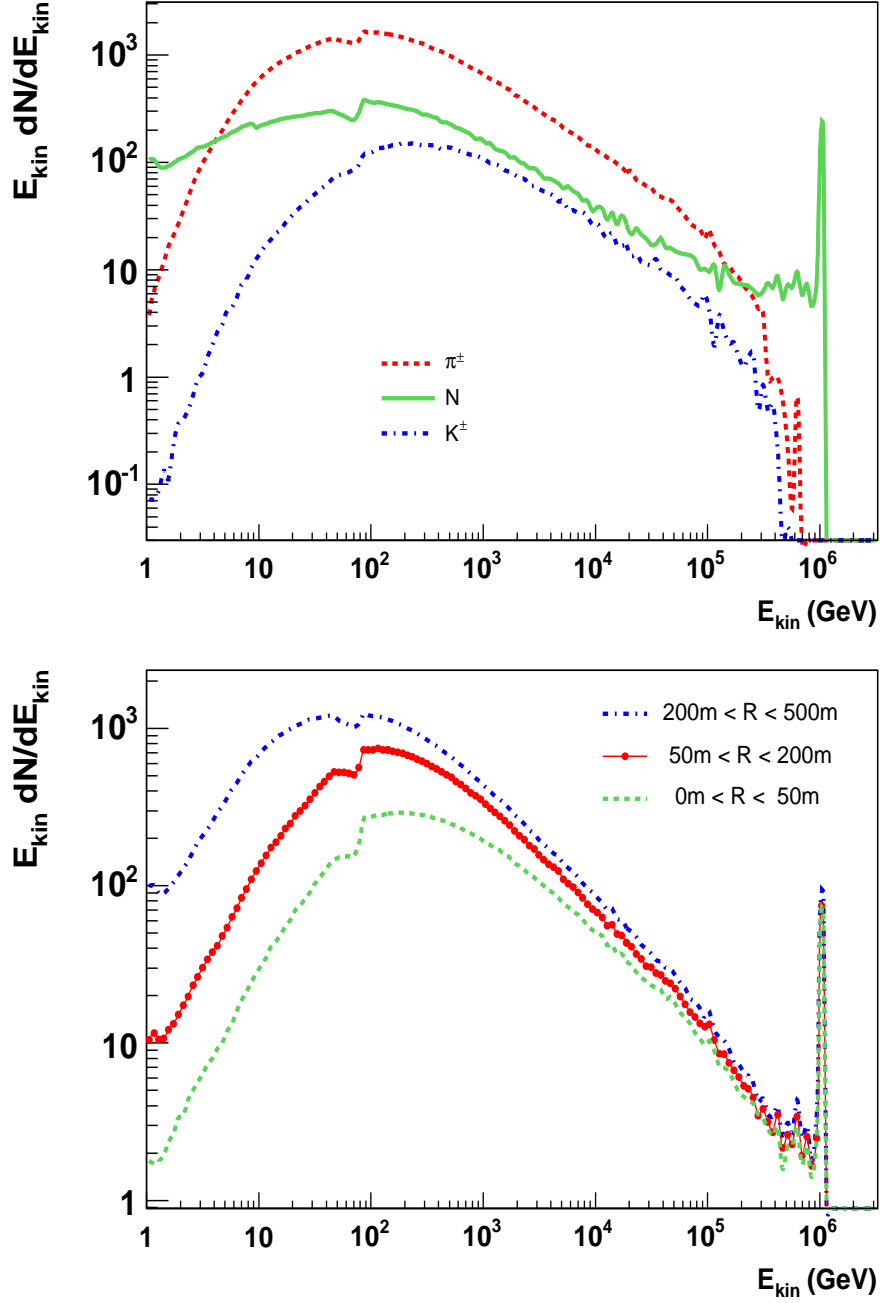 E_kin dN/dE_kin
10^3
10^2
10
1
10^-1
π^±
N
K^±
1 10 10^2 10^3 10^4 10^5 10^6
E_kin (GeV)
E_kin dN/dE_kin
10^3
10^2
10
1
200m < R < 500m
50m < R < 200m
0m < R < 50m
1 10 10^2 10^3 10^4 10^5 10^6
E_kin (GeV)